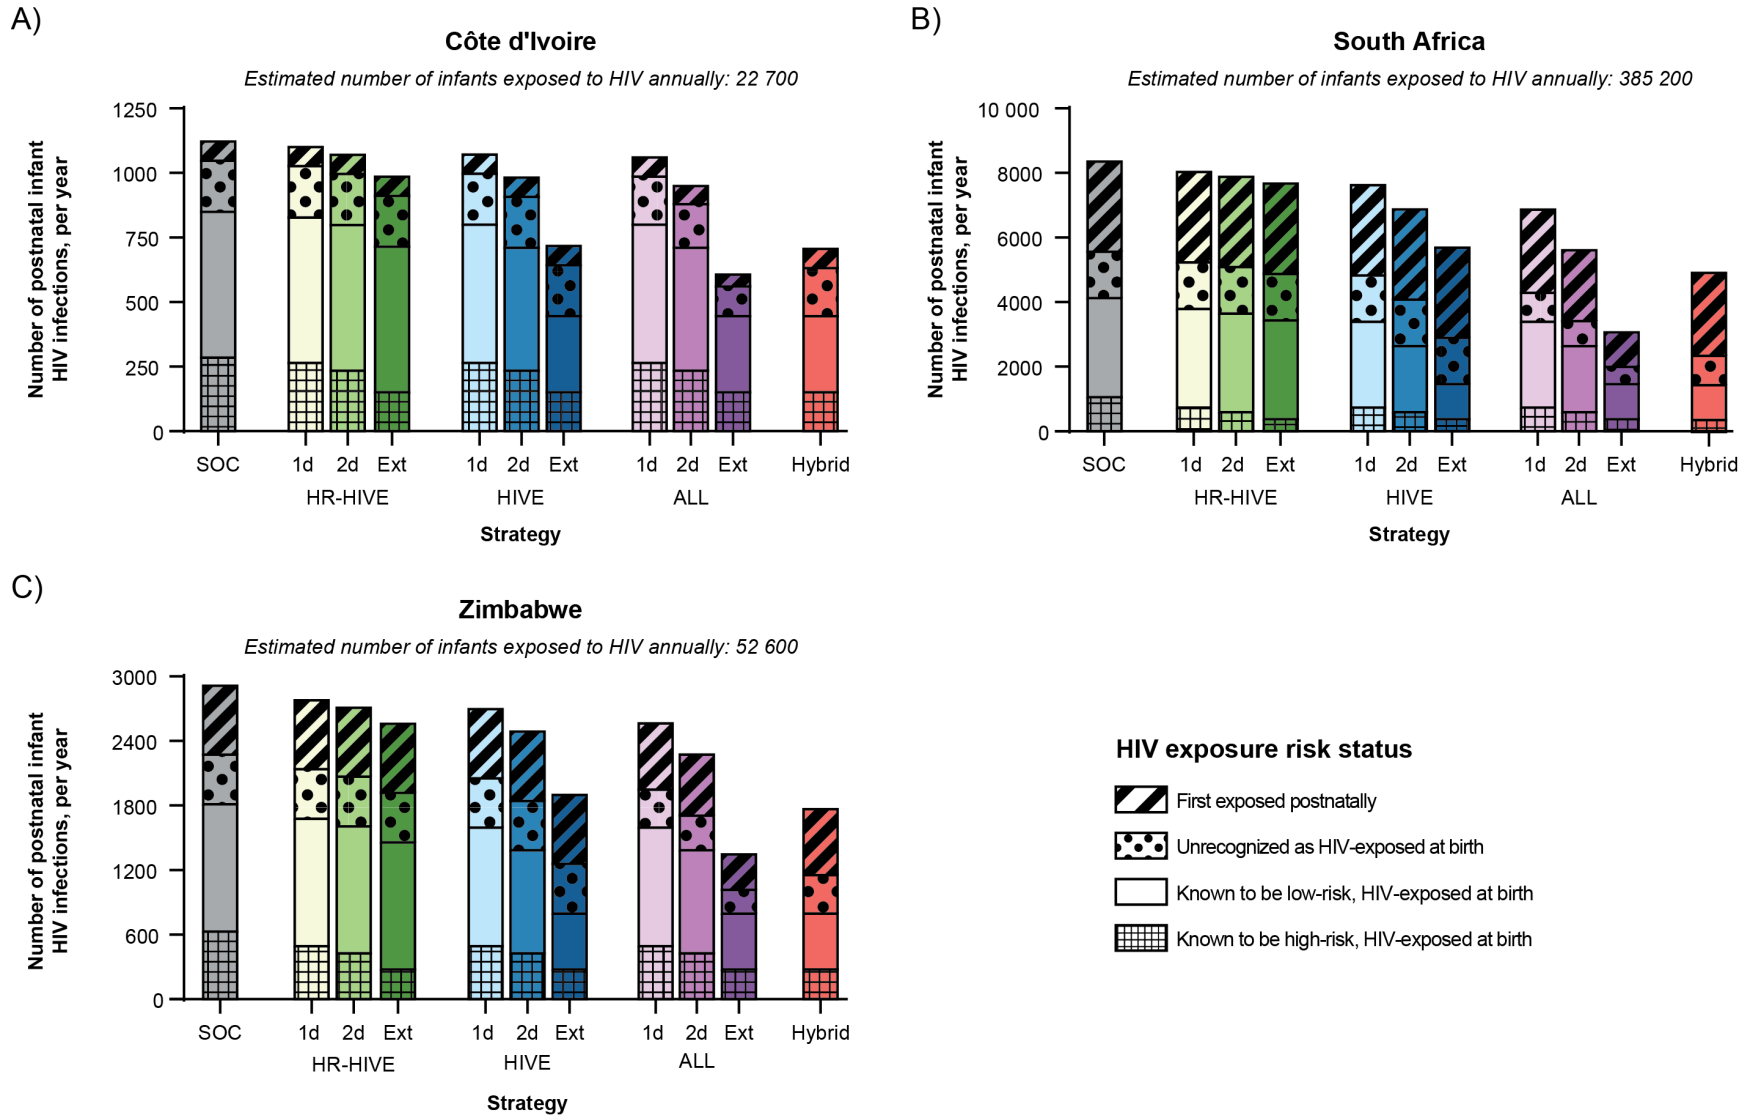 A)
Côte d'Ivoire
Estimated number of infants exposed to HIV annually: 22 700
Number of postnatal infant
HIV infections, per year
1250
1000
750
500
250
0
SOC 1d 2d Ext 1d 2d Ext 1d 2d Ext Hybrid
HR-HIVE HIVE ALL
Strategy
B)
South Africa
Estimated number of infants exposed to HIV annually: 385 200
Number of postnatal infant
HIV infections, per year
10 000
8000
6000
4000
2000
0
SOC 1d 2d Ext 1d 2d Ext 1d 2d Ext Hybrid
HR-HIVE HIVE ALL
Strategy
C)
Zimbabwe
Estimated number of infants exposed to HIV annually: 52 600
Number of postnatal infant
HIV infections, per year
3000
2400
1800
1200
600
0
SOC 1d 2d Ext 1d 2d Ext 1d 2d Ext Hybrid
HR-HIVE HIVE ALL
Strategy
HIV exposure risk status
First exposed postnatally
Unrecognized as HIV-exposed at birth
Known to be low-risk, HIV-exposed at birth
Known to be high-risk, HIV-exposed at birth